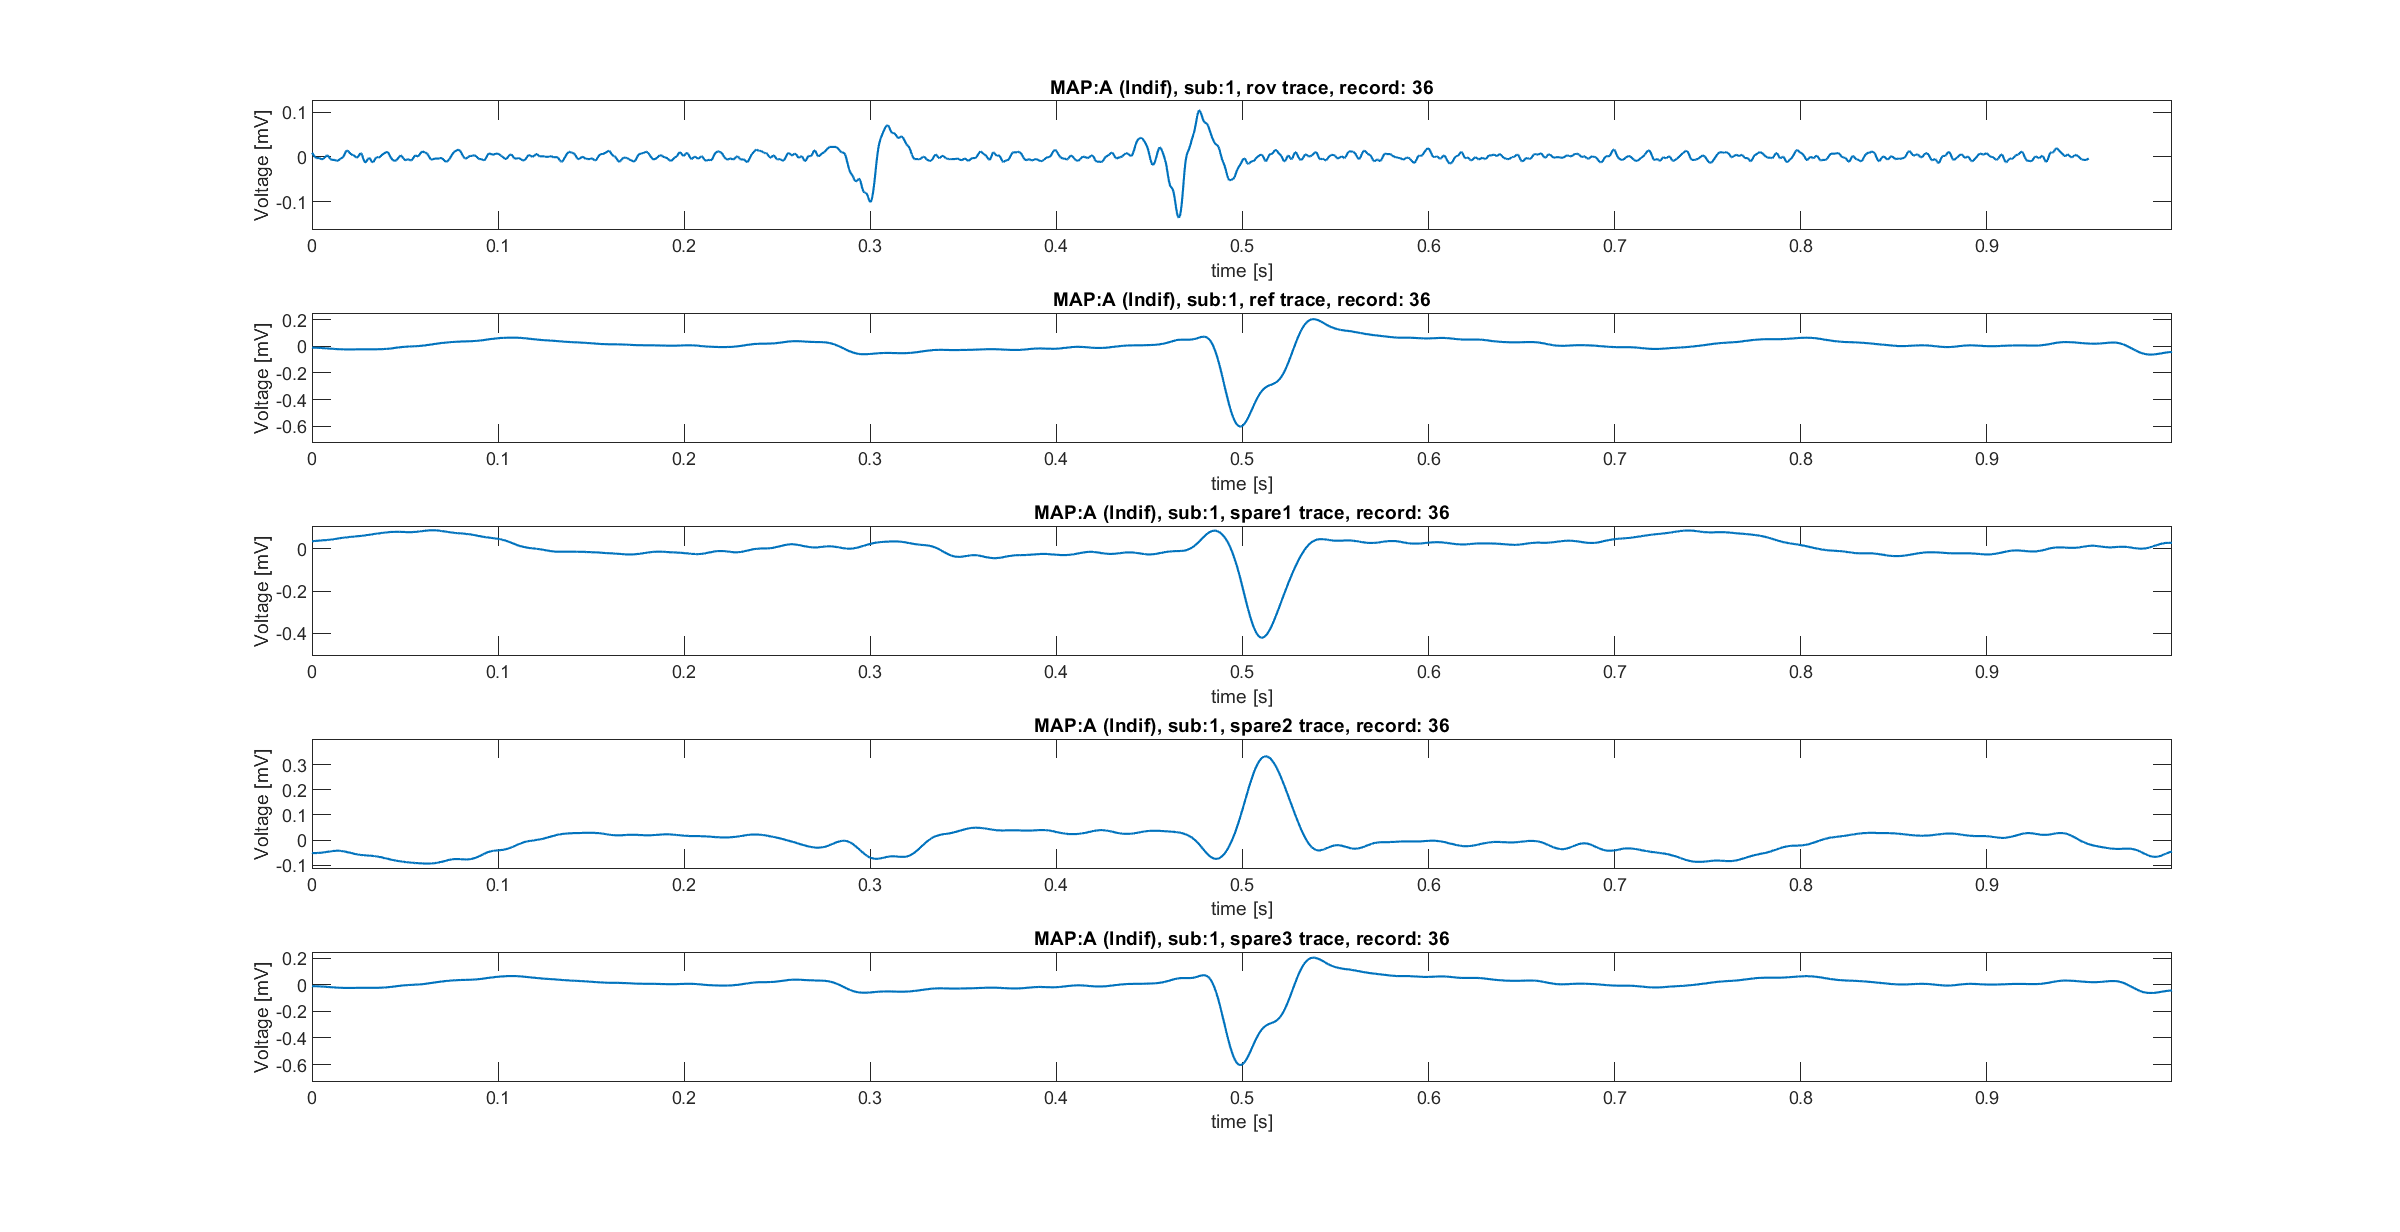 MAP:A (Indif), sub:1, rov trace, record: 36
Voltage [mV]
0.1
0
-0.1
0 0.1 0.2 0.3 0.4 0.5 0.6 0.7 0.8 0.9
time [s]
MAP:A (Indif), sub:1, ref trace, record: 36
Voltage [mV]
0.2
0
-0.2
-0.4
-0.6
0 0.1 0.2 0.3 0.4 0.5 0.6 0.7 0.8 0.9
time [s]
MAP:A (Indif), sub:1, spare1 trace, record: 36
Voltage [mV]
0
-0.2
-0.4
0 0.1 0.2 0.3 0.4 0.5 0.6 0.7 0.8 0.9
time [s]
MAP:A (Indif), sub:1, spare2 trace, record: 36
Voltage [mV]
0.3
0.2
0.1
0
-0.1
0 0.1 0.2 0.3 0.4 0.5 0.6 0.7 0.8 0.9
time [s]
MAP:A (Indif), sub:1, spare3 trace, record: 36
Voltage [mV]
0.2
0
-0.2
-0.4
-0.6
0 0.1 0.2 0.3 0.4 0.5 0.6 0.7 0.8 0.9
time [s]